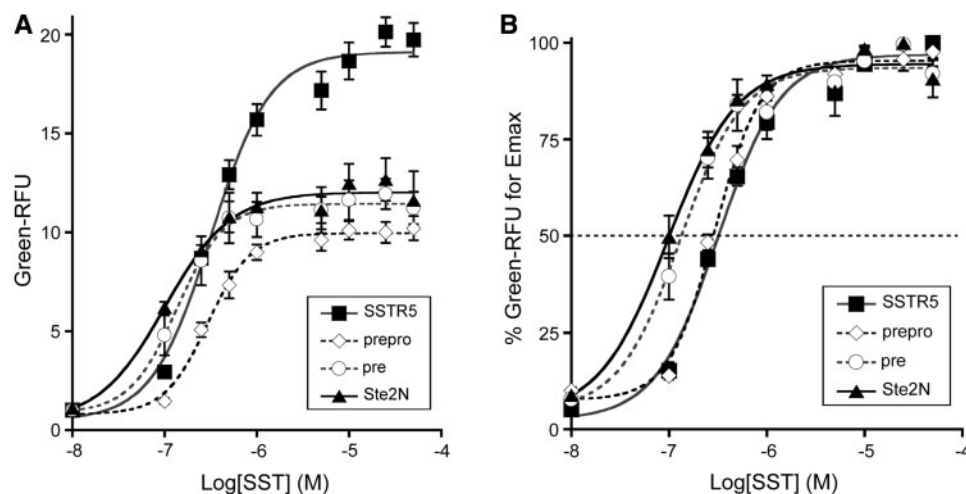 A
Green-RFU
20
15
10
5
0
-8 -7 -6 -5 -4
Log[SST] (M)
SSTR5
prepro
pre
Ste2N
B
% Green-RFU for Emax
100
75
50
25
0
-8 -7 -6 -5 -4
Log[SST] (M)
SSTR5
prepro
pre
Ste2N